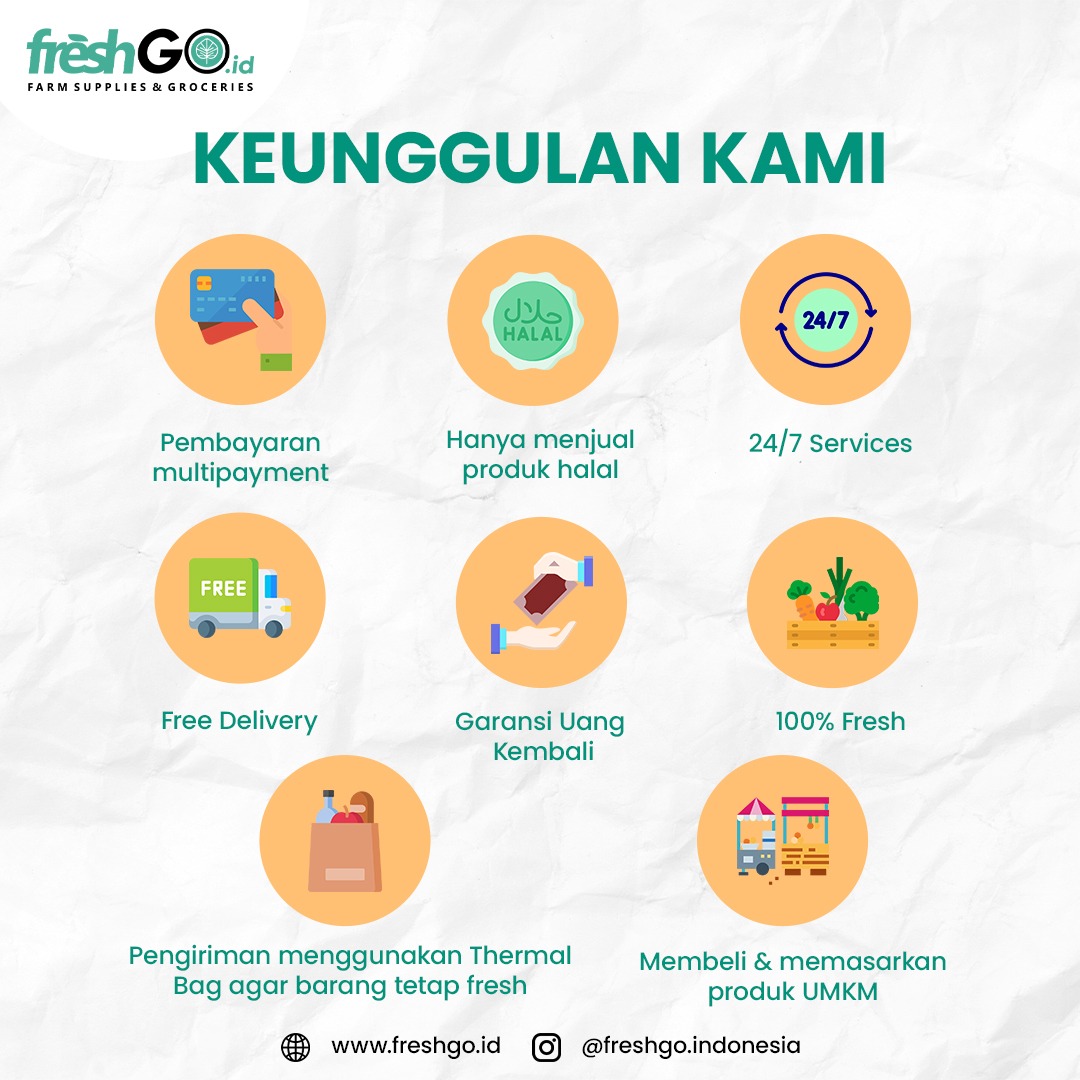 frèshGO.id
FARM SUPPLIES & GROCERIES
KEUNGGULAN KAMI
حلال
HALAL
24/7
Pembayaran
multipayment
Hanya menjual
produk halal
24/7 Services
FREE
Free Delivery
Garansi Uang
Kembali
100% Fresh
Pengiriman menggunakan Thermal
Bag agar barang tetap fresh
Membeli & memasarkan
produk UMKM
www.freshgo.id
@freshgo.indonesia